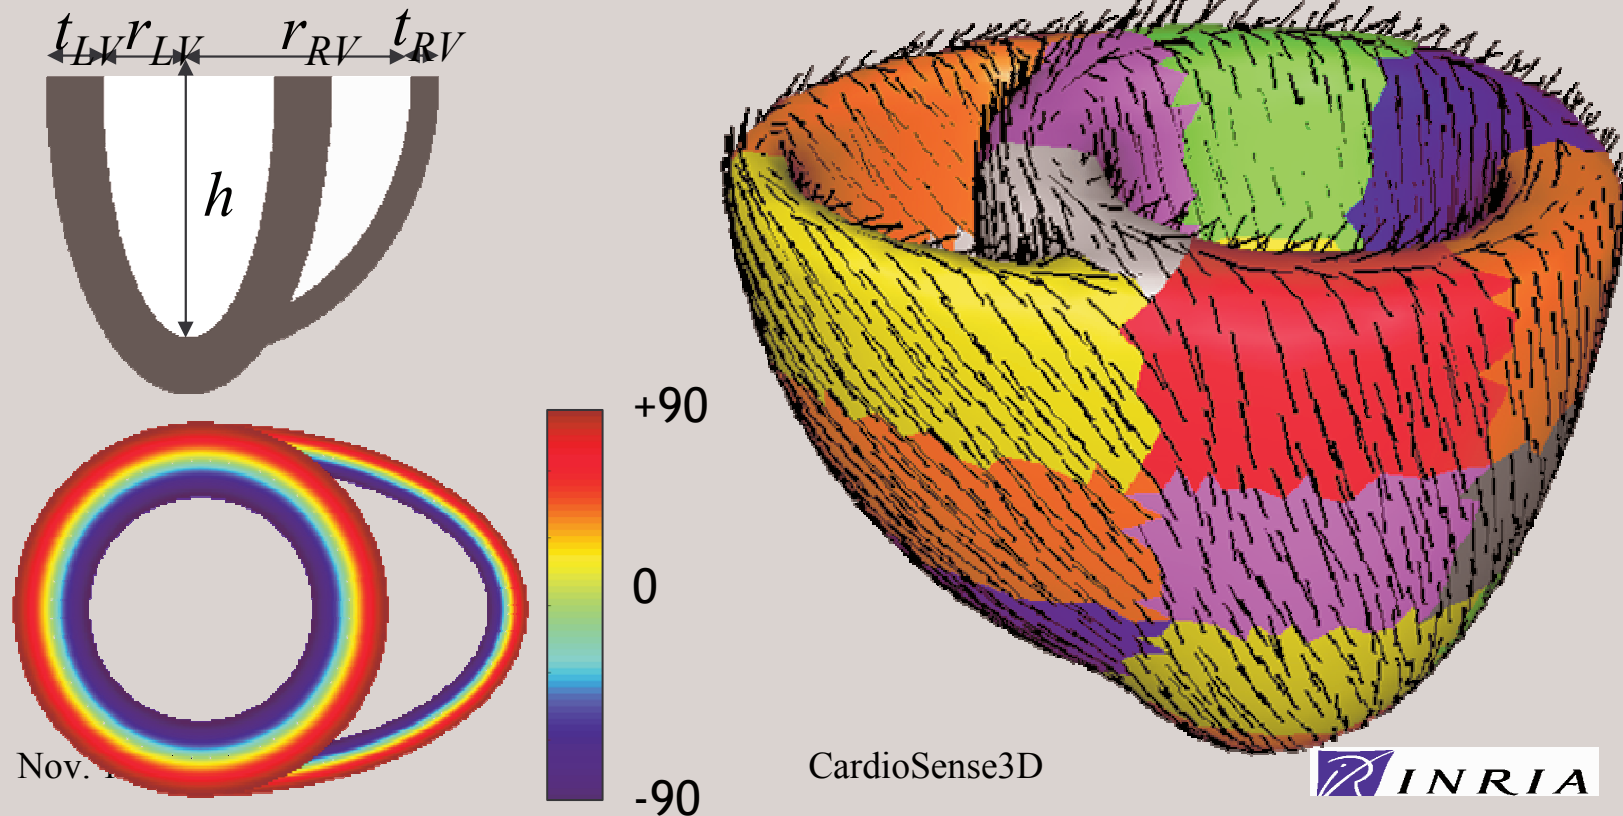 t_LV r_LV r_RV t_RV
h
+90
0
-90
Nov.
CardioSense3D
INRIA